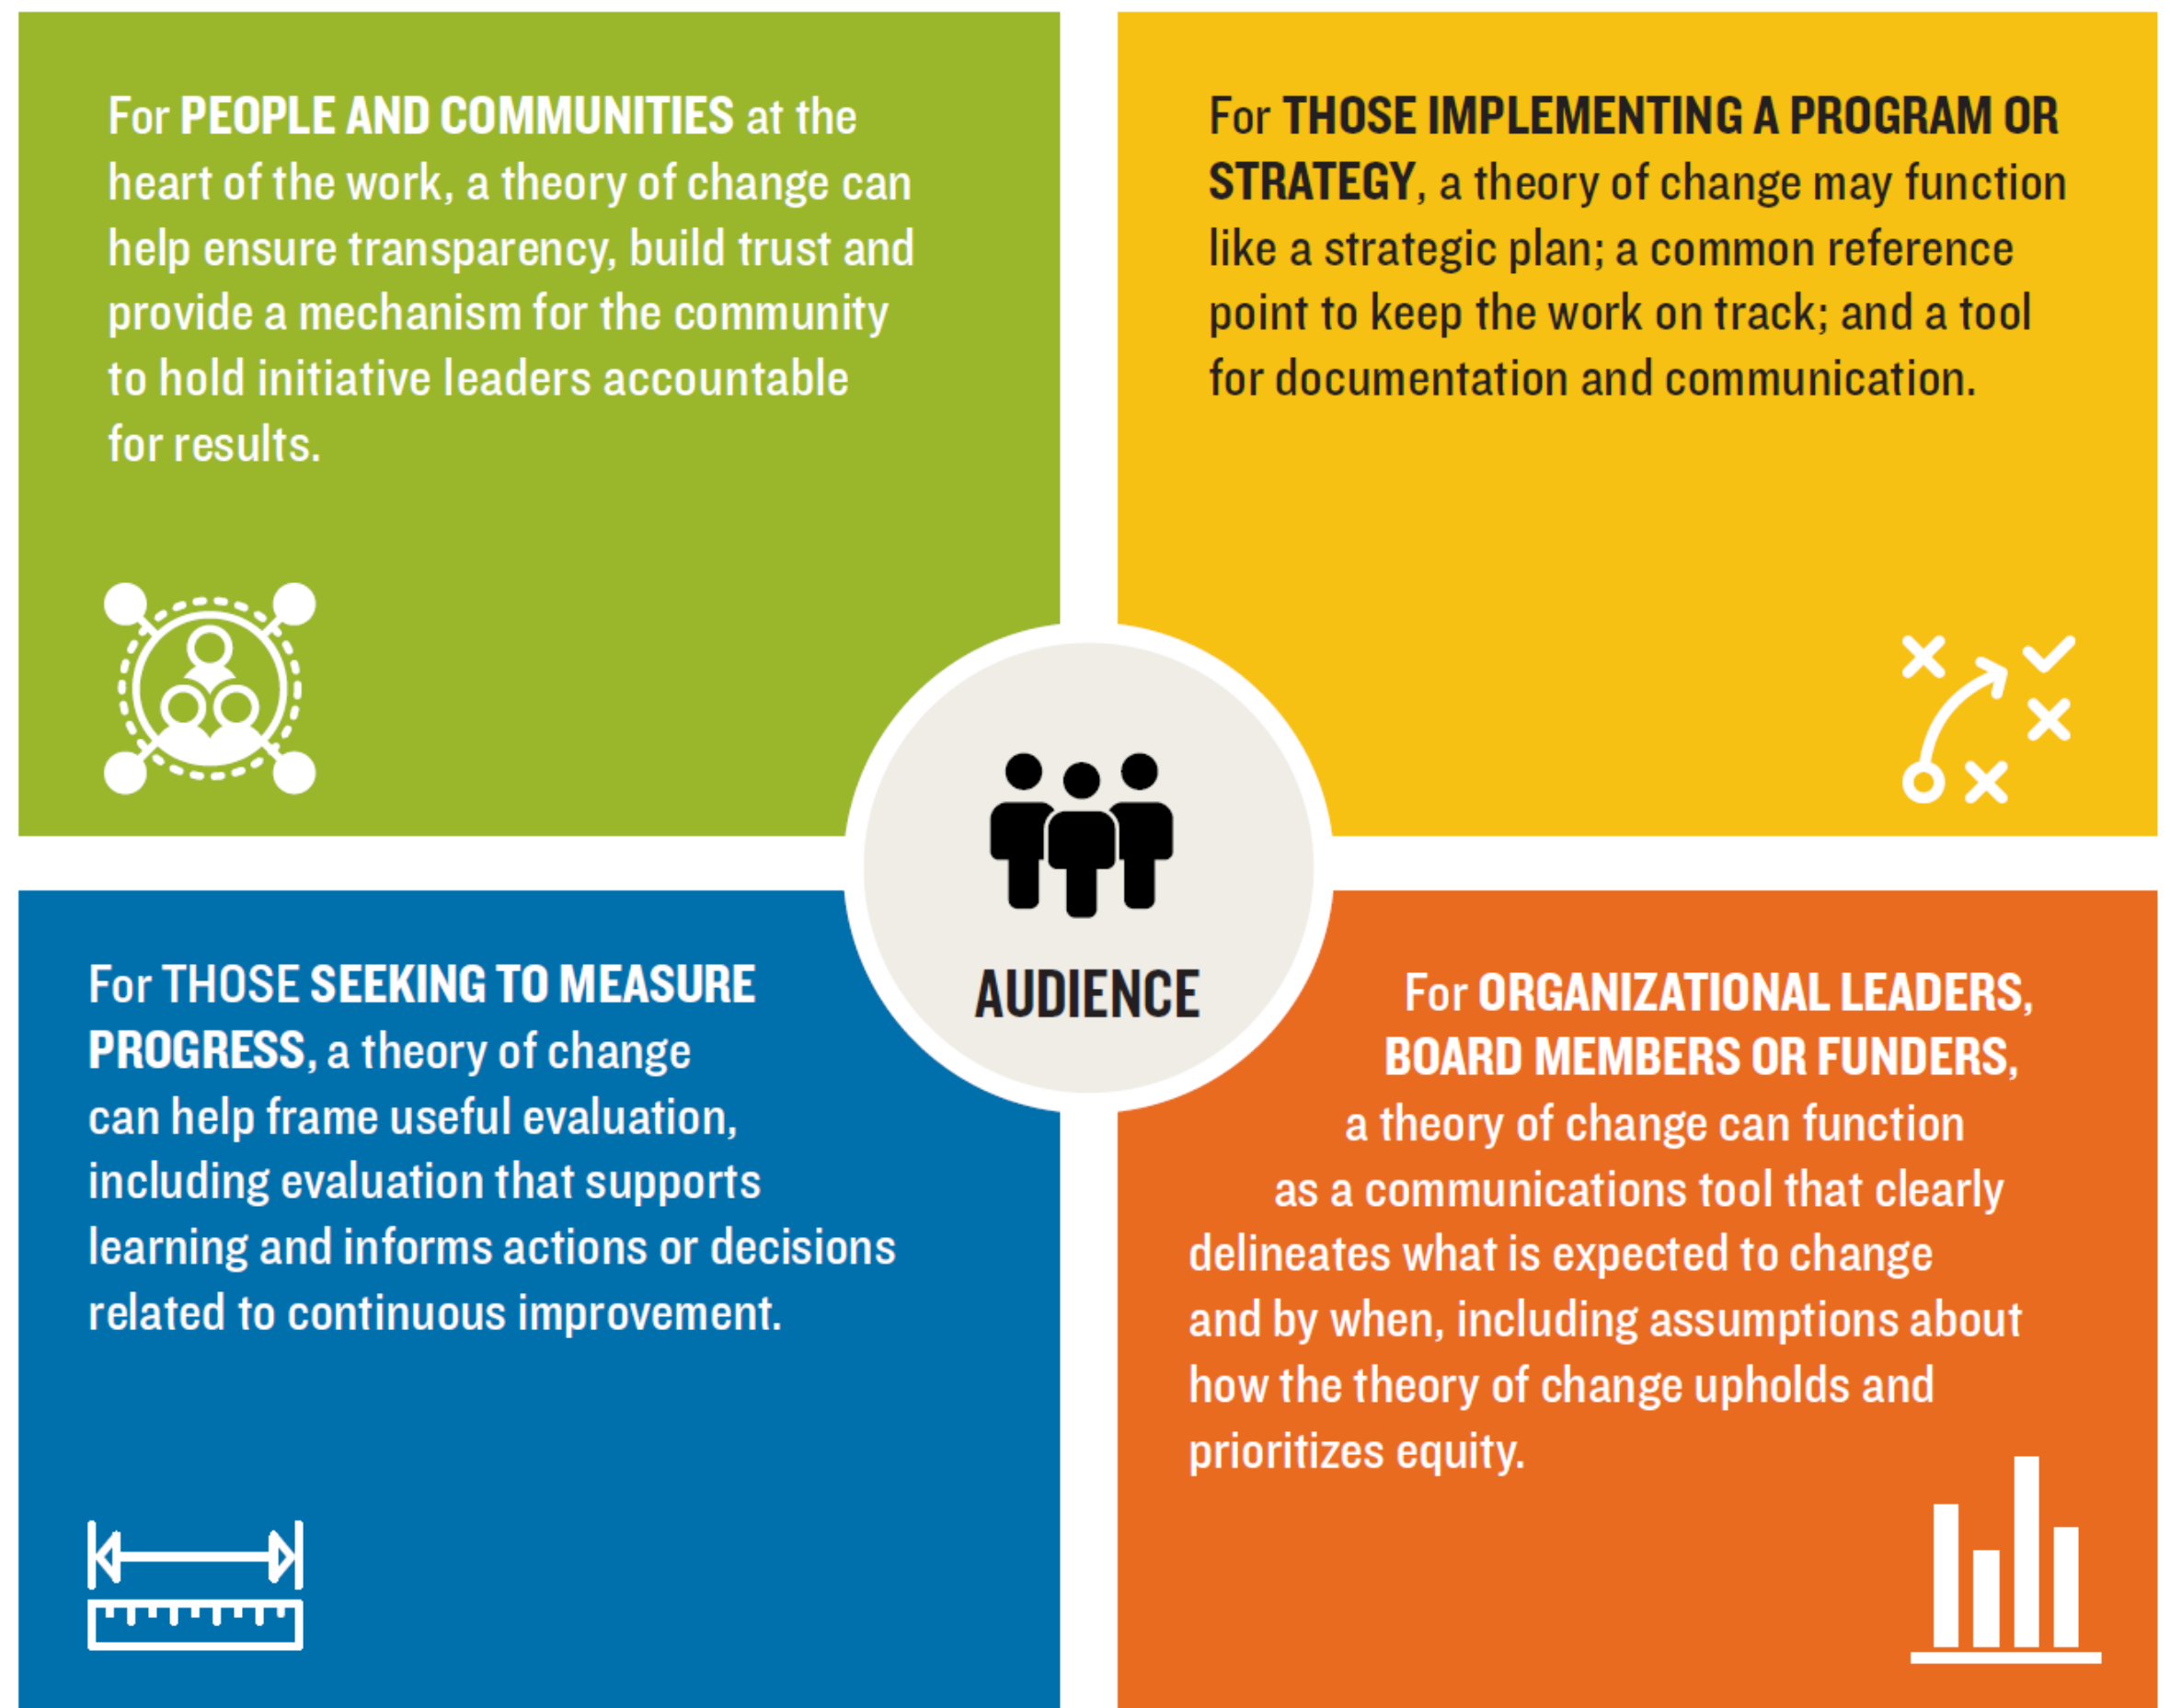 For PEOPLE AND COMMUNITIES at the
heart of the work, a theory of change can
help ensure transparency, build trust and
provide a mechanism for the community
to hold initiative leaders accountable
for results.
For THOSE IMPLEMENTING A PROGRAM OR
STRATEGY, a theory of change may function
like a strategic plan; a common reference
point to keep the work on track; and a tool
for documentation and communication.
AUDIENCE
For THOSE SEEKING TO MEASURE
PROGRESS, a theory of change
can help frame useful evaluation,
including evaluation that supports
learning and informs actions or decisions
related to continuous improvement.
For ORGANIZATIONAL LEADERS,
BOARD MEMBERS OR FUNDERS,
a theory of change can function
as a communications tool that clearly
delineates what is expected to change
and by when, including assumptions about
how the theory of change upholds and
prioritizes equity.